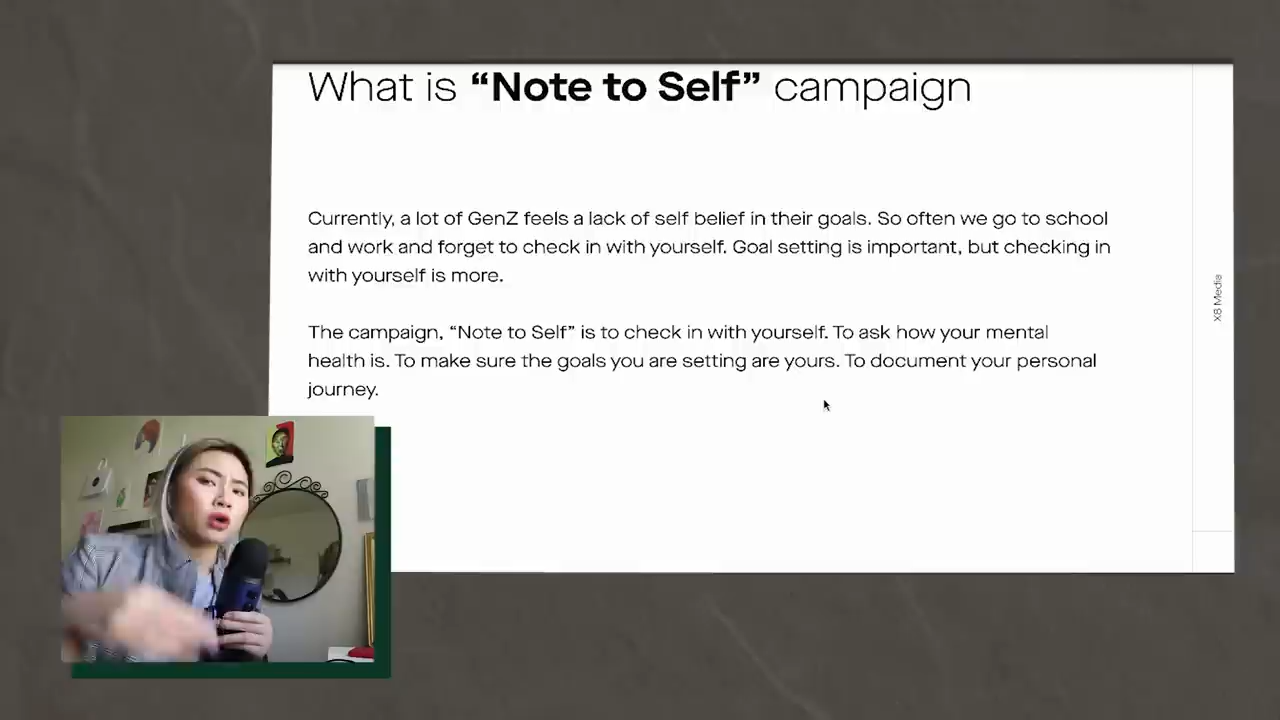 What is “Note to Self” campaign
Currently, a lot of GenZ feels a lack of self belief in their goals. So often we go to school
and work and forget to check in with yourself. Goal setting is important, but checking in
with yourself is more.
The campaign, “Note to Self” is to check in with yourself. To ask how your mental
health is. To make sure the goals you are setting are yours. To document your personal
journey.
X8 Media